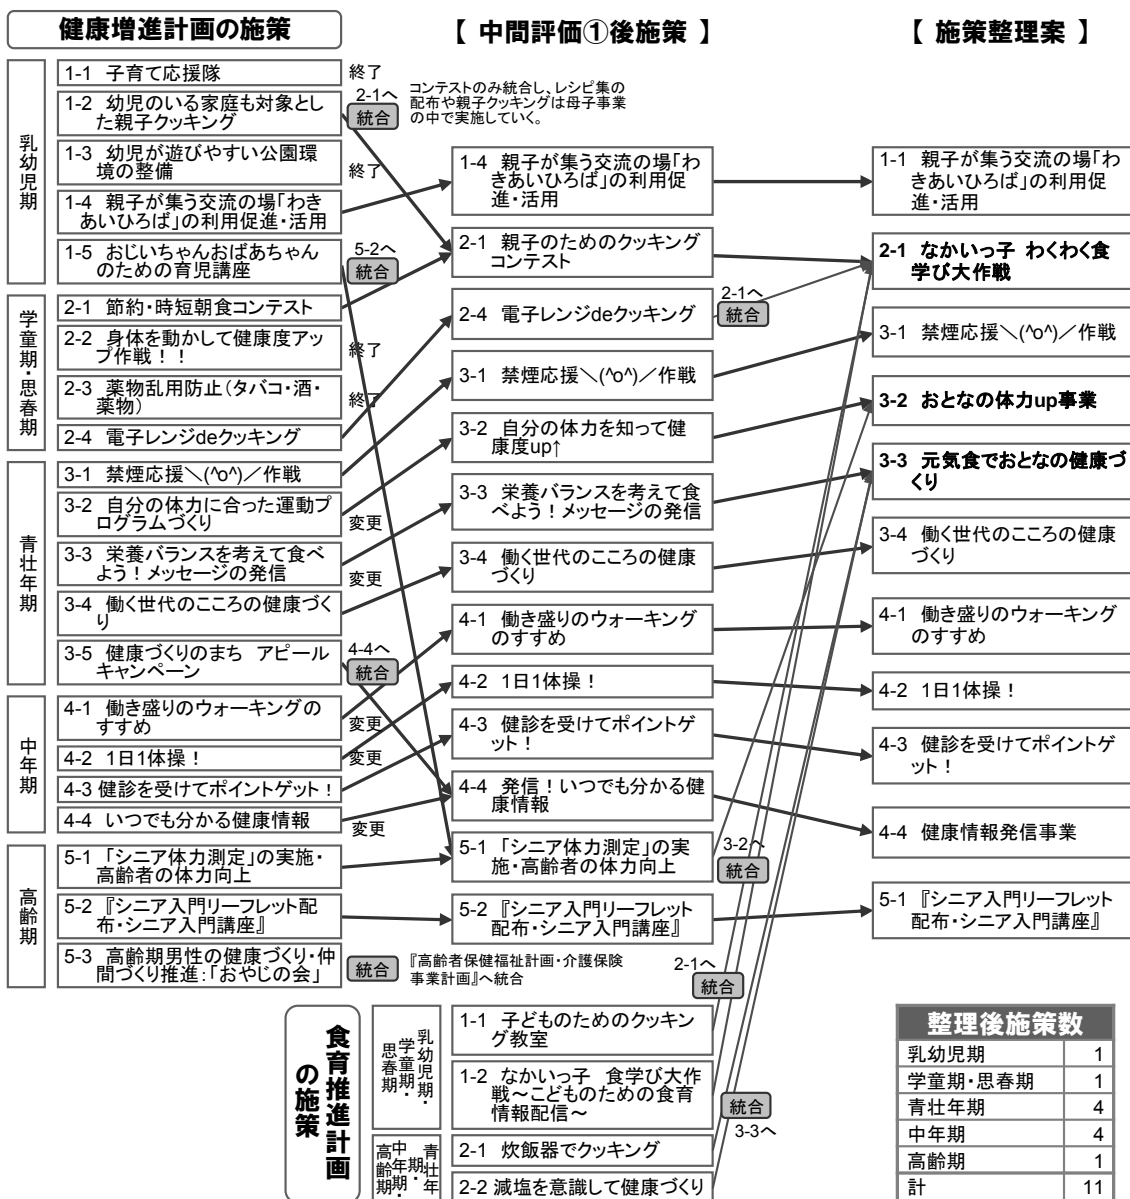 健康増進計画の施策
乳幼児期
1-1 子育て応援隊
終了
1-2 幼児のいる家庭も対象とし
た親子クッキング
2-1へ
統合
コンテストのみ統合し、レシピ集の
配布や親子クッキングは母子事業
の中で実施していく。
1-3 幼児が遊びやすい公園環
境の整備
終了
1-4 親子が集う交流の場「わき
あいひろば」の利用促進・活用
1-5 おじいちゃんおばあちゃん
のための育児講座
5-2へ
統合
学童期・思春期
2-1 節約・時短朝食コンテスト
2-2 身体を動かして健康度アッ
プ作戦！！
終了
2-3 薬物乱用防止（タバコ・酒・
薬物）
終了
2-4 電子レンジdeクッキング
青壮年期
3-1 禁煙応援＼(^o^)／作戦
3-2 自分の体力に合った運動プ
ログラムづくり
変更
3-3 栄養バランスを考えて食べ
よう！メッセージの発信
変更
3-4 働く世代のこころの健康づく
り
3-5 健康づくりのまち アピール
キャンペーン
4-4へ
統合
中年期
4-1 働き盛りのウォーキングの
すすめ
変更
4-2 1日1体操！
変更
4-3 健診を受けてポイントゲット！
4-4 いつでも分かる健康情報
変更
高齢期
5-1 「シニア体力測定」の実施・
高齢者の体力向上
5-2 『シニア入門リーフレット配
布・シニア入門講座』
5-3 高齢期男性の健康づくり・仲
間づくり推進：「おやじの会」
統合
『高齢者保健福祉計画・介護保険
事業計画』へ統合
【 中間評価①後施策 】
1-4 親子が集う交流の場「わ
きあいひろば」の利用促
進・活用
2-1 親子のためのクッキング
コンテスト
2-4 電子レンジdeクッキング
2-1へ
統合
3-1 禁煙応援＼(^o^)／作戦
3-2 自分の体力を知って健
康度up↑
3-3 栄養バランスを考えて食
べよう！メッセージの発信
3-4 働く世代のこころの健康
づくり
4-1 働き盛りのウォーキング
のすすめ
4-2 1日1体操！
4-3 健診を受けてポイントゲ
ット！
4-4 発信！いつでも分かる健
康情報
5-1 「シニア体力測定」の実
施・高齢者の体力向上
3-2へ
統合
5-2 『シニア入門リーフレット
配布・シニア入門講座』
食育推進計画
の施策
乳幼児期・
学童期・
思春期
2-1へ
統合
1-1 子どものためのクッキン
グ教室
1-2 なかいっ子 食学び大作
戦～こどものための食育
情報配信～
統合
3-3へ
青壮年
期・
中年期・
高齢期
2-1 炊飯器でクッキング
2-2 減塩を意識して健康づくり
【 施策整理案 】
1-1 親子が集う交流の場「わ
きあいひろば」の利用促
進・活用
2-1 なかいっ子 わくわく食
学び大作戦
3-1 禁煙応援＼(^o^)／作戦
3-2 おとなの体力up事業
3-3 元気食でおとなの健康づ
くり
3-4 働く世代のこころの健康
づくり
4-1 働き盛りのウォーキング
のすすめ
4-2 1日1体操！
4-3 健診を受けてポイントゲ
ット！
4-4 健康情報発信事業
5-1 『シニア入門リーフレット
配布・シニア入門講座』
整理後施策数
乳幼児期 1
学童期・思春期 1
青壮年期 4
中年期 4
高齢期 1
計 11